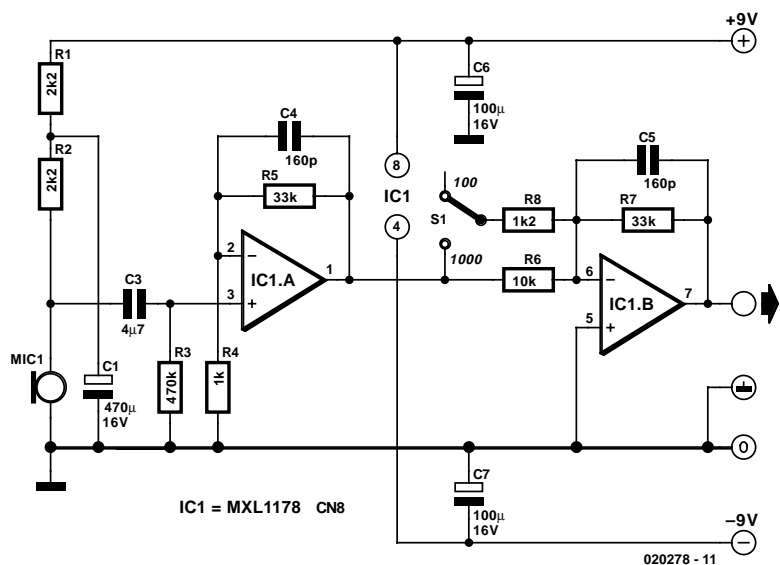 +9V
R1
2k2
C6
100µ
16V
C4
160p
R5
33k
8
IC1
4
100
S1
1000
R8
1k2
C5
160p
R7
33k
R2
2k2
2
IC1.A
1
3
R6
10k
6
IC1.B
7
5
C3
4µ7
MIC1
C1
470µ
16V
R3
470k
R4
1k
0
C7
100µ
16V
IC1 = MXL1178 CN8
–9V
020278 - 11